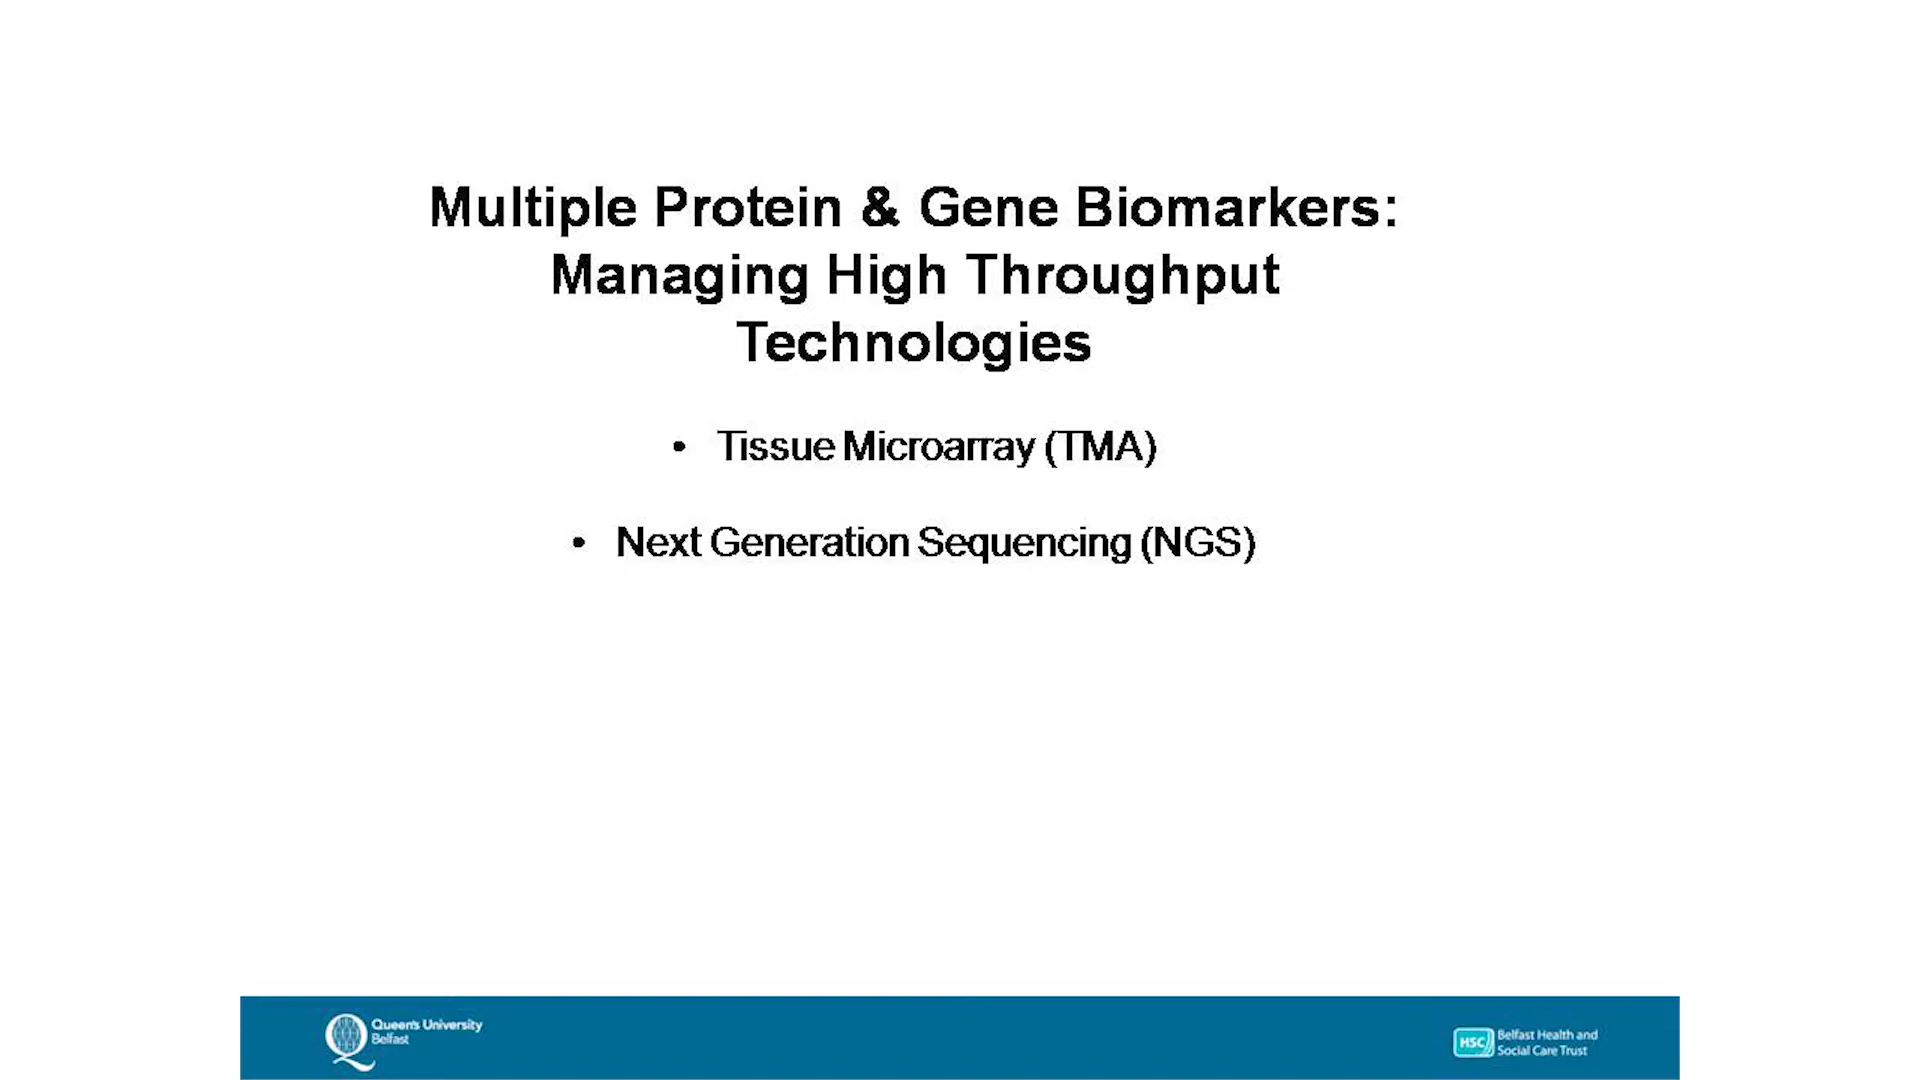 Multiple Protein & Gene Biomarkers:
Managing High Throughput
Technologies
• Tissue Microarray (TMA)
• Next Generation Sequencing (NGS)
Queen's University
Belfast
HSC
Belfast Health and
Social Care Trust